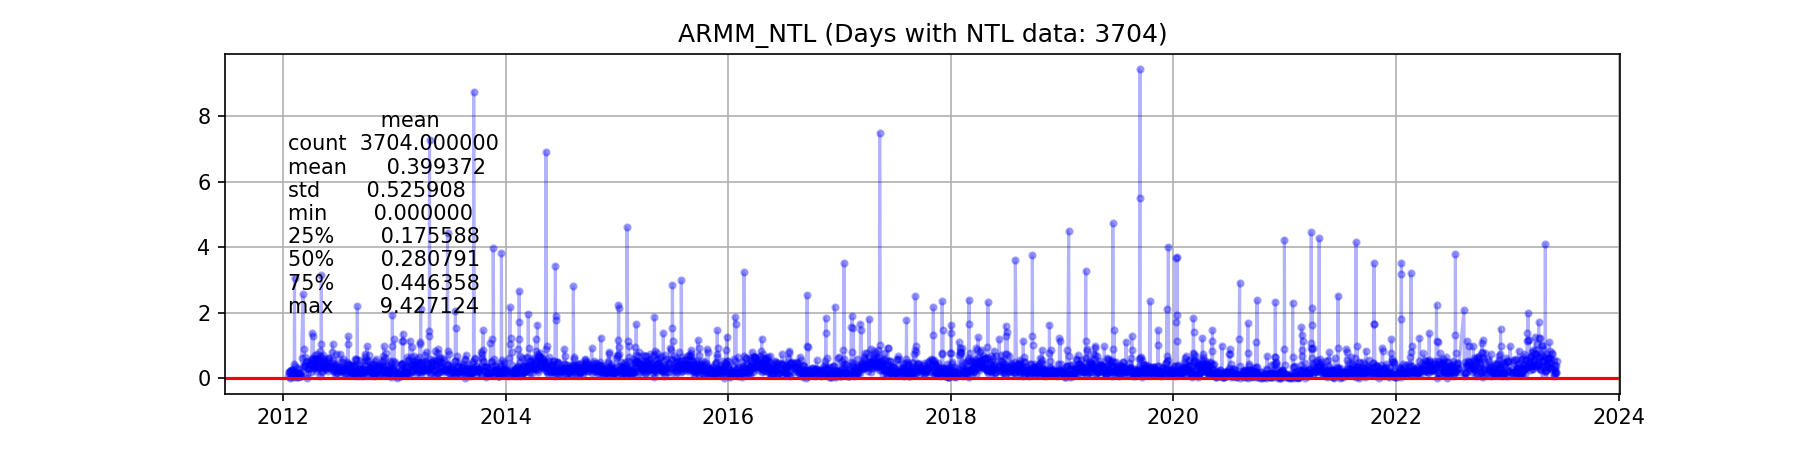 ARMM_NTL (Days with NTL data: 3704)
8
6
4
2
0
mean
count 3704.000000
mean 0.399372
std 0.525908
min 0.000000
25% 0.175588
50% 0.280791
75% 0.446358
max 9.427124
2012 2014 2016 2018 2020 2022 2024